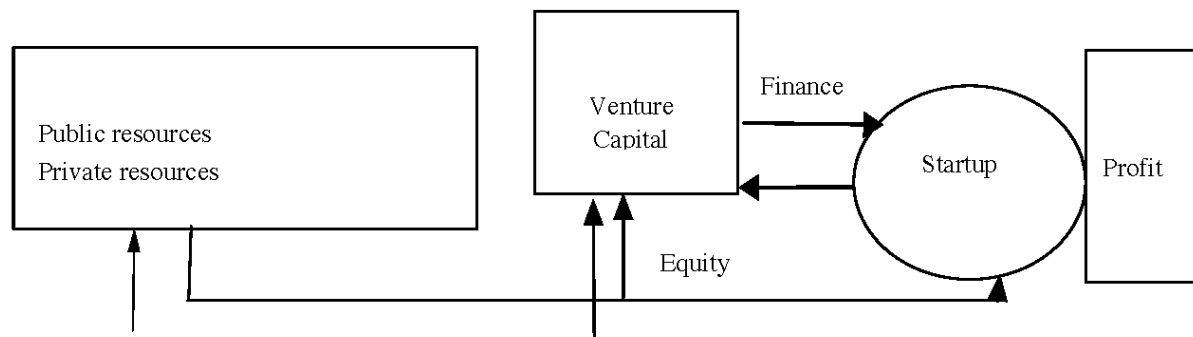 Public resources
Private resources
Venture
Capital
Finance
Startup
Profit
Equity